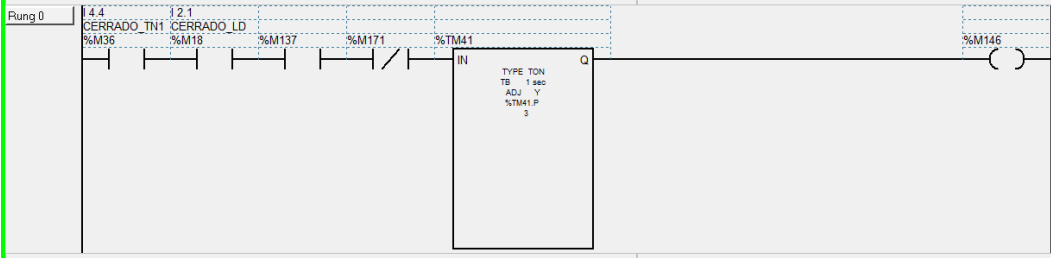 Rung 0
I 4.4 I 2.1
CERRADO_TN1 CERRADO_LD
%M36 %M18 %M137 %M171 %TM41 %M146
IN Q
TYPE TON
TB 1 sec
ADJ Y
%TM41.P
3